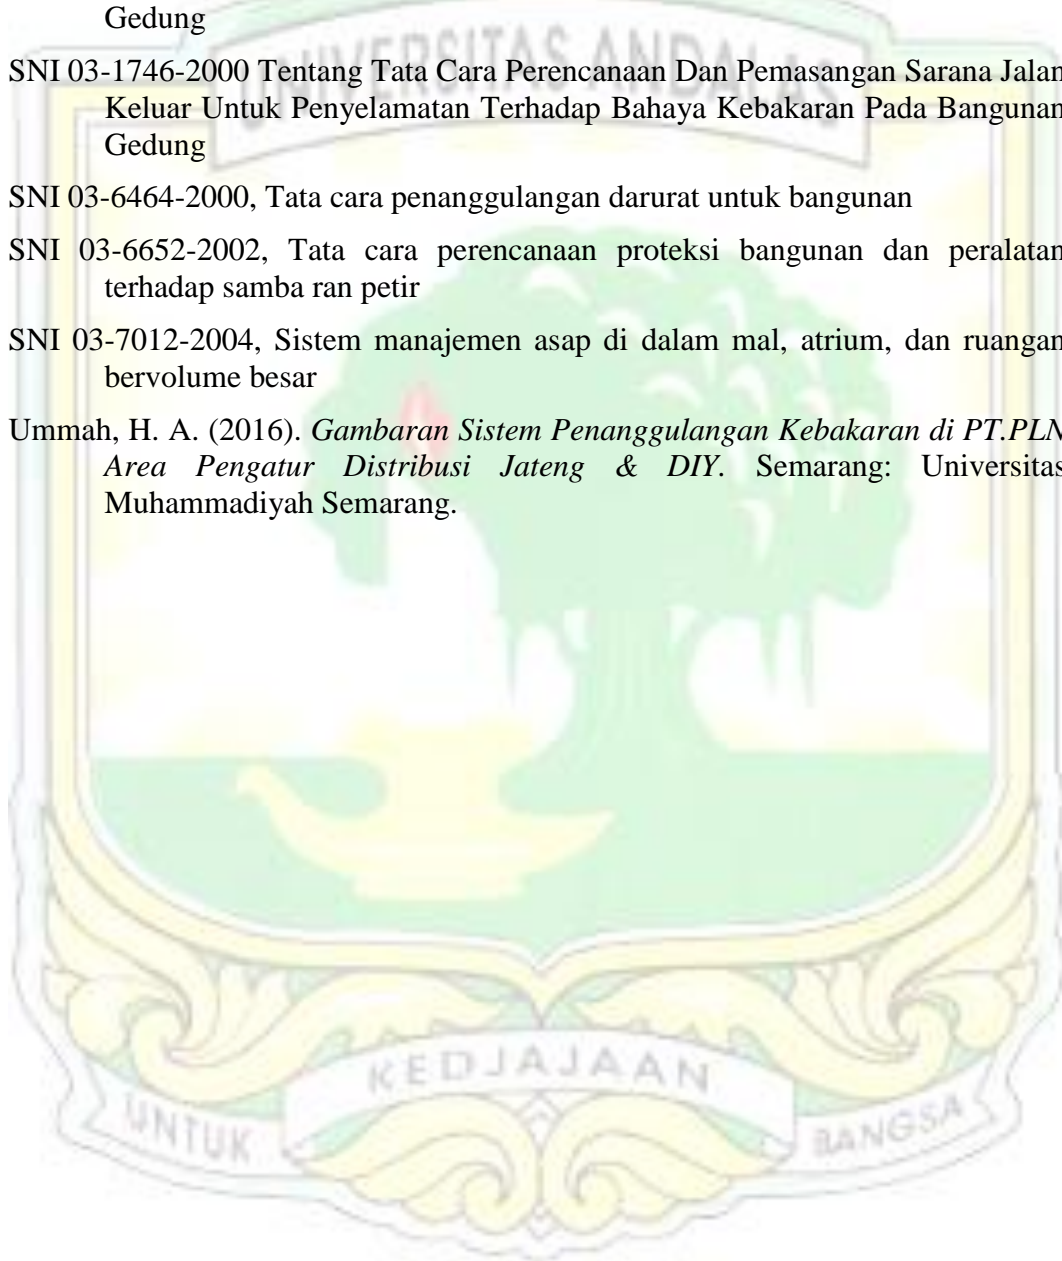 Gedung
UNIVERSITAS ANDALAS
SNI 03-1746-2000 Tentang Tata Cara Perencanaan Dan Pemasangan Sarana Jalan
Keluar Untuk Penyelamatan Terhadap Bahaya Kebakaran Pada Bangunan
Gedung
SNI 03-6464-2000, Tata cara penanggulangan darurat untuk bangunan
SNI 03-6652-2002, Tata cara perencanaan proteksi bangunan dan peralatan
terhadap samba ran petir
SNI 03-7012-2004, Sistem manajemen asap di dalam mal, atrium, dan ruangan
bervolume besar
Ummah, H. A. (2016). Gambaran Sistem Penanggulangan Kebakaran di PT.PLN
Area Pengatur Distribusi Jateng & DIY. Semarang: Universitas
Muhammadiyah Semarang.
UNTUK KEDJAJAAN BANGSA